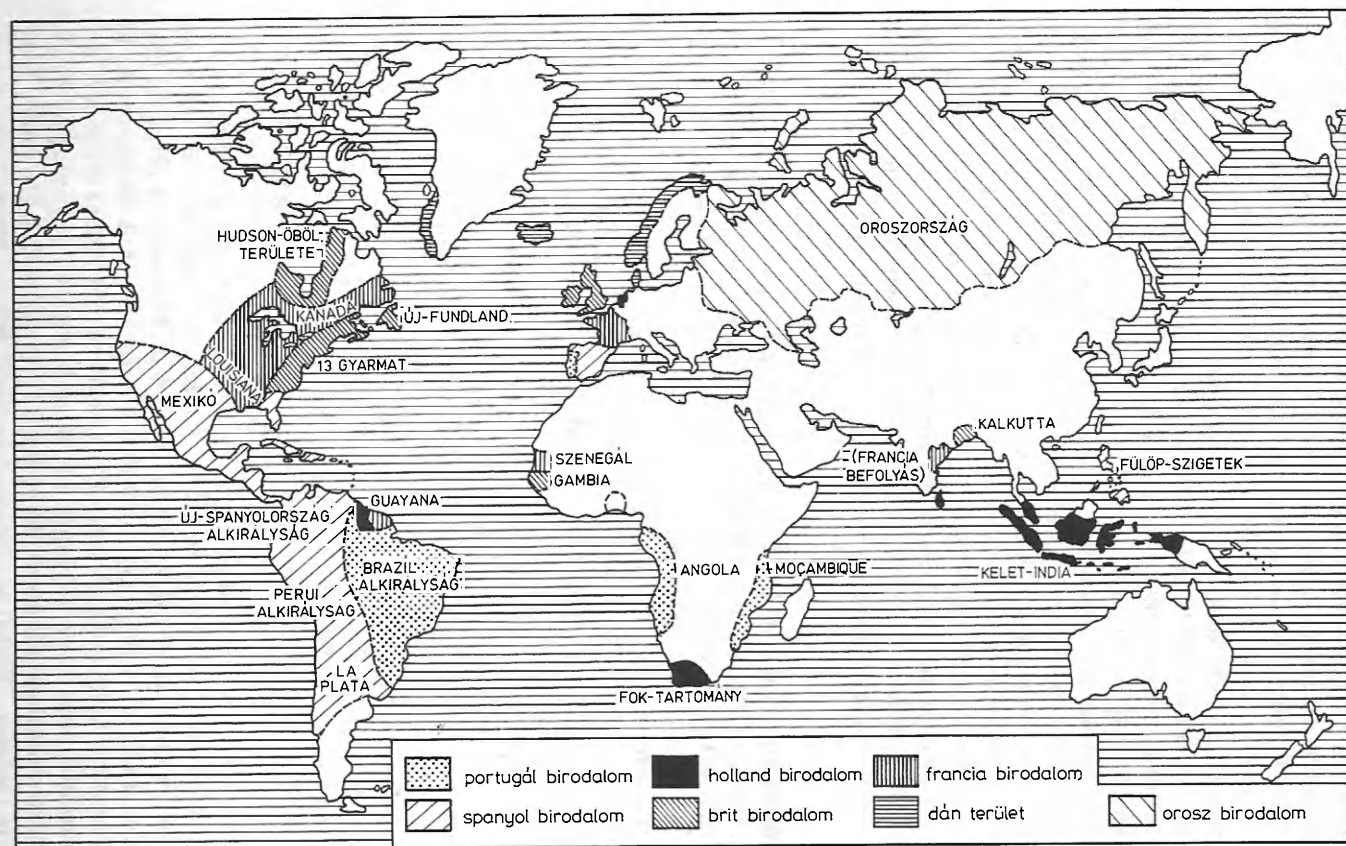 OROSZORSZÁG
HUDSON-ÖBÖL
TERÜLETE
KANADA
ÚJ-FUNDLAND
LOUISIANA
13 GYARMAT
MEXIKÓ
KALKUTTA
(FRANCIA
BEFOLYÁS)
SZENEGÁL
GAMBIA
FÜLÖP-SZIGETEK
GUAYANA
ÚJ-SPANYOLORSZÁG
ALKIRÁLYSÁG
BRAZIL
ALKIRÁLYSÁG
ANGOLA
MOÇAMBIQUE
KELET-INDIA
PERUI
ALKIRÁLYSÁG
LA
PLATA
FOK-TARTOMÁNY
portugál birodalom
holland birodalom
francia birodalom
spanyol birodalom
brit birodalom
dán terület
orosz birodalom